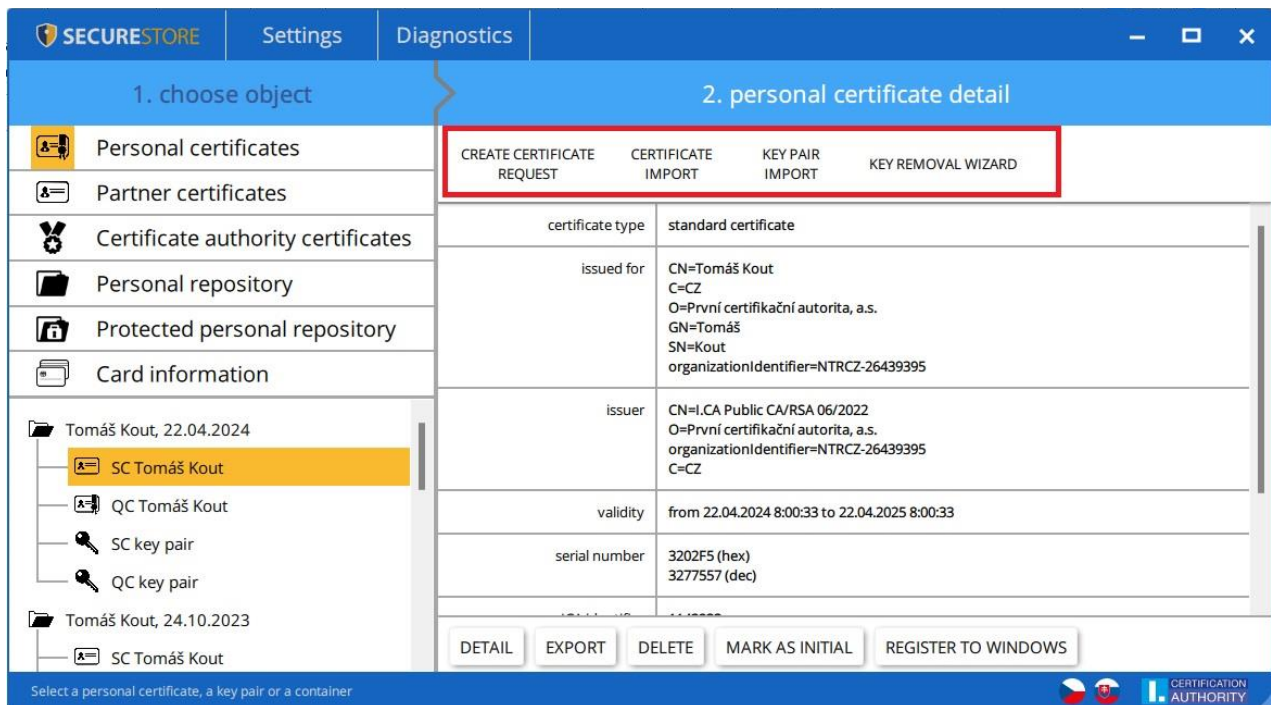 SECURESTORE
Settings
Diagnostics
1. choose object
2. personal certificate detail
Personal certificates
Partner certificates
Certificate authority certificates
Personal repository
Protected personal repository
Card information
Tomáš Kout, 22.04.2024
SC Tomáš Kout
QC Tomáš Kout
SC key pair
QC key pair
Tomáš Kout, 24.10.2023
SC Tomáš Kout
CREATE CERTIFICATE
REQUEST
CERTIFICATE
IMPORT
KEY PAIR
IMPORT
KEY REMOVAL WIZARD
certificate type
standard certificate
issued for
CN=Tomáš Kout
C=CZ
O=První certifikační autorita, a.s.
GN=Tomáš
SN=Kout
organizationIdentifier=NTRCZ-26439395
issuer
CN=I.CA Public CA/RSA 06/2022
O=První certifikační autorita, a.s.
organizationIdentifier=NTRCZ-26439395
C=CZ
validity
from 22.04.2024 8:00:33 to 22.04.2025 8:00:33
serial number
3202F5 (hex)
3277557 (dec)
DETAIL
EXPORT
DELETE
MARK AS INITIAL
REGISTER TO WINDOWS
Select a personal certificate, a key pair or a container
I.
CERTIFICATION
AUTHORITY